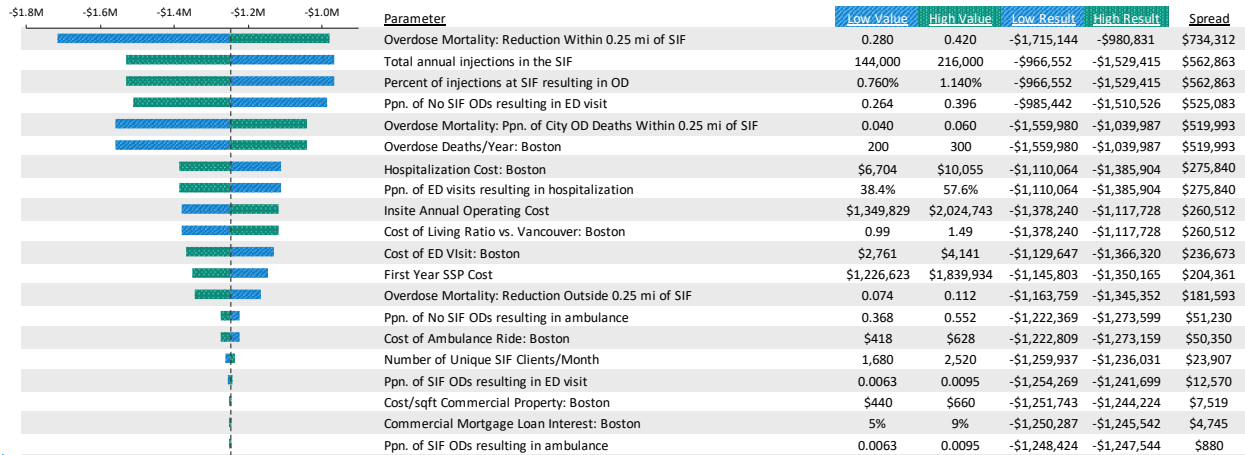 -$1.8M -$1.6M -$1.4M -$1.2M -$1.0M
Parameter Low Value High Value Low Result High Result Spread
Overdose Mortality: Reduction Within 0.25 mi of SIF 0.280 0.420 -$1,715,144 -$980,831 $734,312
Total annual injections in the SIF 144,000 216,000 -$966,552 -$1,529,415 $562,863
Percent of injections at SIF resulting in OD 0.760% 1.140% -$966,552 -$1,529,415 $562,863
Ppn. of No SIF ODs resulting in ED visit 0.264 0.396 -$985,442 -$1,510,526 $525,083
Overdose Mortality: Ppn. of City OD Deaths Within 0.25 mi of SIF 0.040 0.060 -$1,559,980 -$1,039,987 $519,993
Overdose Deaths/Year: Boston 200 300 -$1,559,980 -$1,039,987 $519,993
Hospitalization Cost: Boston $6,704 $10,055 -$1,110,064 -$1,385,904 $275,840
Ppn. of ED visits resulting in hospitalization 38.4% 57.6% -$1,110,064 -$1,385,904 $275,840
Insite Annual Operating Cost $1,349,829 $2,024,743 -$1,378,240 -$1,117,728 $260,512
Cost of Living Ratio vs. Vancouver: Boston 0.99 1.49 -$1,378,240 -$1,117,728 $260,512
Cost of ED VIsit: Boston $2,761 $4,141 -$1,129,647 -$1,366,320 $236,673
First Year SSP Cost $1,226,623 $1,839,934 -$1,145,803 -$1,350,165 $204,361
Overdose Mortality: Reduction Outside 0.25 mi of SIF 0.074 0.112 -$1,163,759 -$1,345,352 $181,593
Ppn. of No SIF ODs resulting in ambulance 0.368 0.552 -$1,222,369 -$1,273,599 $51,230
Cost of Ambulance Ride: Boston $418 $628 -$1,222,809 -$1,273,159 $50,350
Number of Unique SIF Clients/Month 1,680 2,520 -$1,259,937 -$1,236,031 $23,907
Ppn. of SIF ODs resulting in ED visit 0.0063 0.0095 -$1,254,269 -$1,241,699 $12,570
Cost/sqft Commercial Property: Boston $440 $660 -$1,251,743 -$1,244,224 $7,519
Commercial Mortgage Loan Interest: Boston 5% 9% -$1,250,287 -$1,245,542 $4,745
Ppn. of SIF ODs resulting in ambulance 0.0063 0.0095 -$1,248,424 -$1,247,544 $880